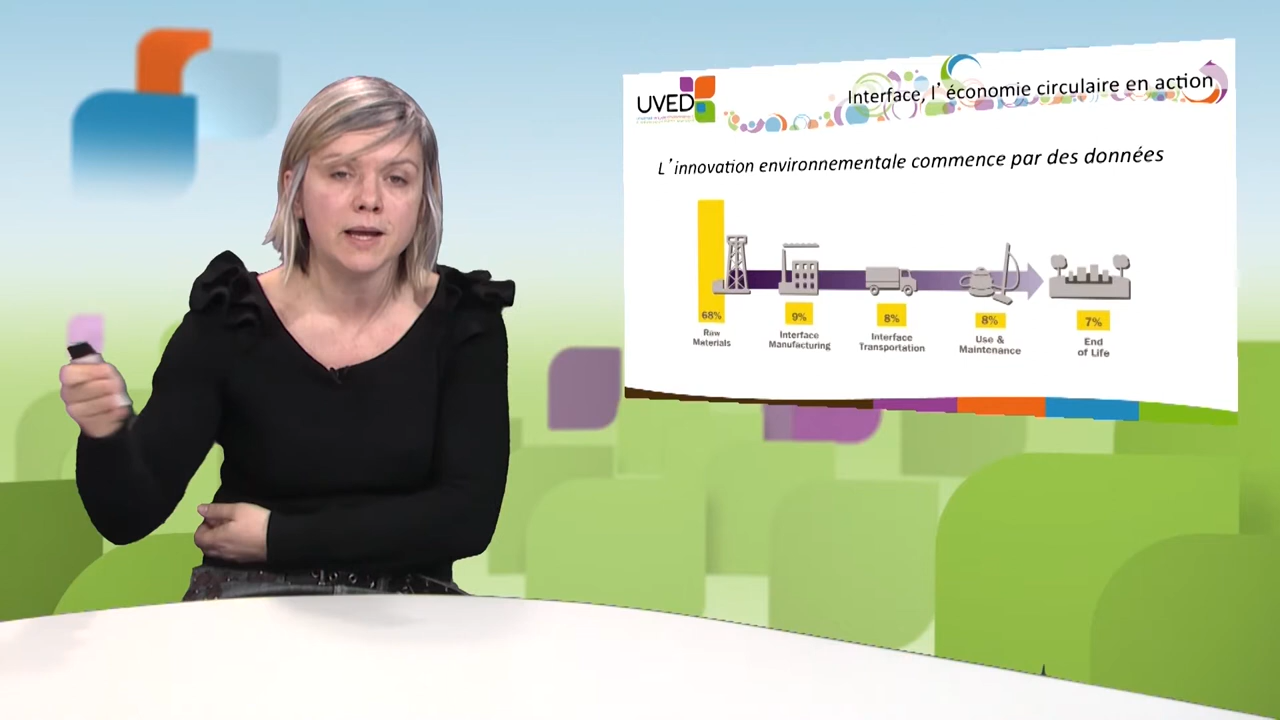 UVED
Interface, l'économie circulaire en action
L'innovation environnementale commence par des données
68%
9%
8%
8%
7%
Raw
Materials
Interface
Manufacturing
Interface
Transportation
Use &
Maintenance
End
of Life